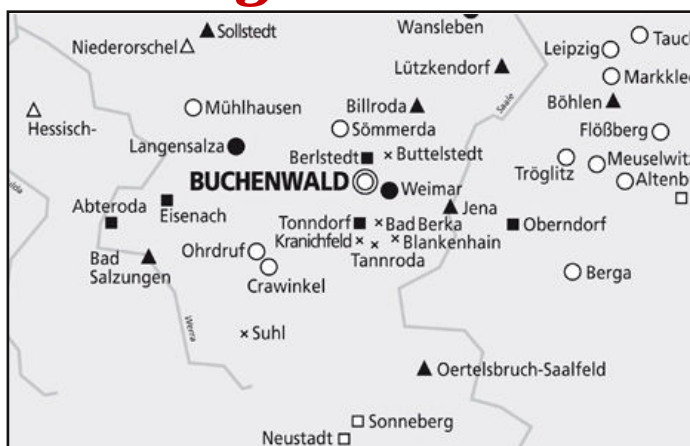 Wansleben
Sollstedt
Niederorschel
Leipzig
Tauch
Lützkendorf
Markklee
Hessisch-
Mühlhausen
Billroda
Saale
Böhlen
Sömmerda
Flößberg
Langensalza
Berlstedt
Buttelstedt
Tröglitz
Meuselwitz
BUCHENWALD
Weimar
Altenb
Abteroda
Eisenach
Jena
Tonndorf
Bad Berka
Oberndorf
Kranichfeld
Blankenhain
Tannroda
Ohrdruf
Bad
Salzungen
Crawinkel
Berga
Werra
Suhl
Oertelsbruch-Saalfeld
Sonneberg
Neustadt